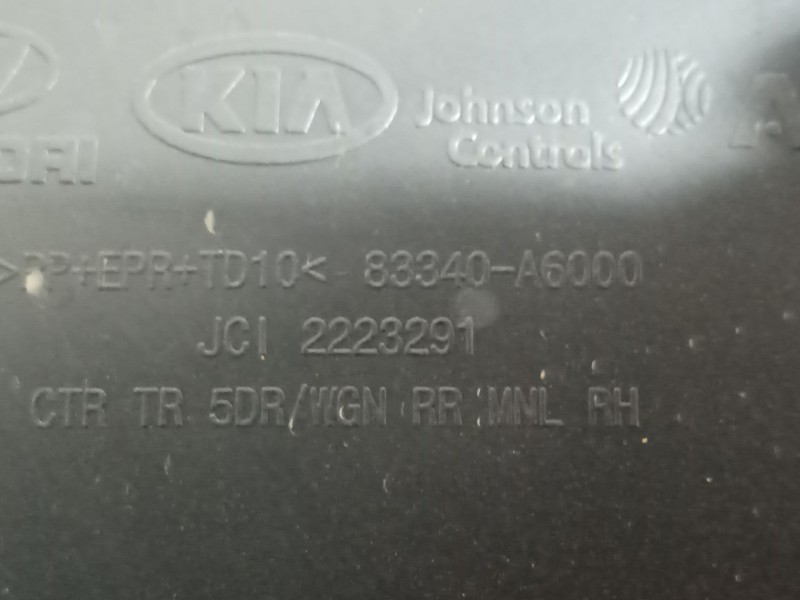 KIA
Johnson
Controls
>PP+EPR+TD10< 83340-A6000
JCI 2223291
CTR TR 5DR/WGN RR MNL RH